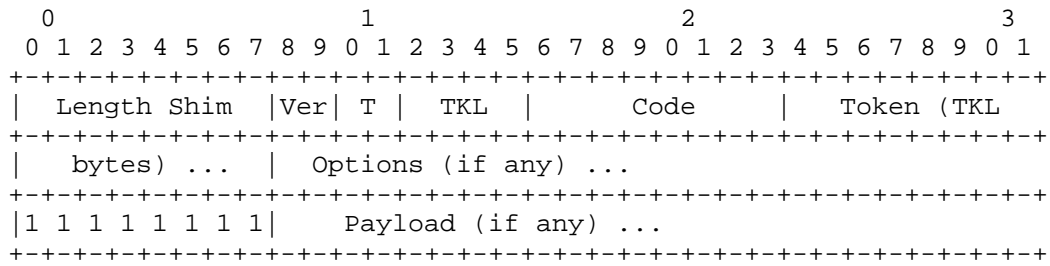 0                   1                   2                   3
 0 1 2 3 4 5 6 7 8 9 0 1 2 3 4 5 6 7 8 9 0 1 2 3 4 5 6 7 8 9 0 1
+-+-+-+-+-+-+-+-+-+-+-+-+-+-+-+-+-+-+-+-+-+-+-+-+-+-+-+-+-+-+-+-+
|  Length Shim  |Ver| T |  TKL  |      Code     |   Token (TKL
+-+-+-+-+-+-+-+-+-+-+-+-+-+-+-+-+-+-+-+-+-+-+-+-+-+-+-+-+-+-+-+-+
|   bytes) ...  |  Options (if any) ...
+-+-+-+-+-+-+-+-+-+-+-+-+-+-+-+-+-+-+-+-+-+-+-+-+-+-+-+-+-+-+-+-+
|1 1 1 1 1 1 1 1|    Payload (if any) ...
+-+-+-+-+-+-+-+-+-+-+-+-+-+-+-+-+-+-+-+-+-+-+-+-+-+-+-+-+-+-+-+-+